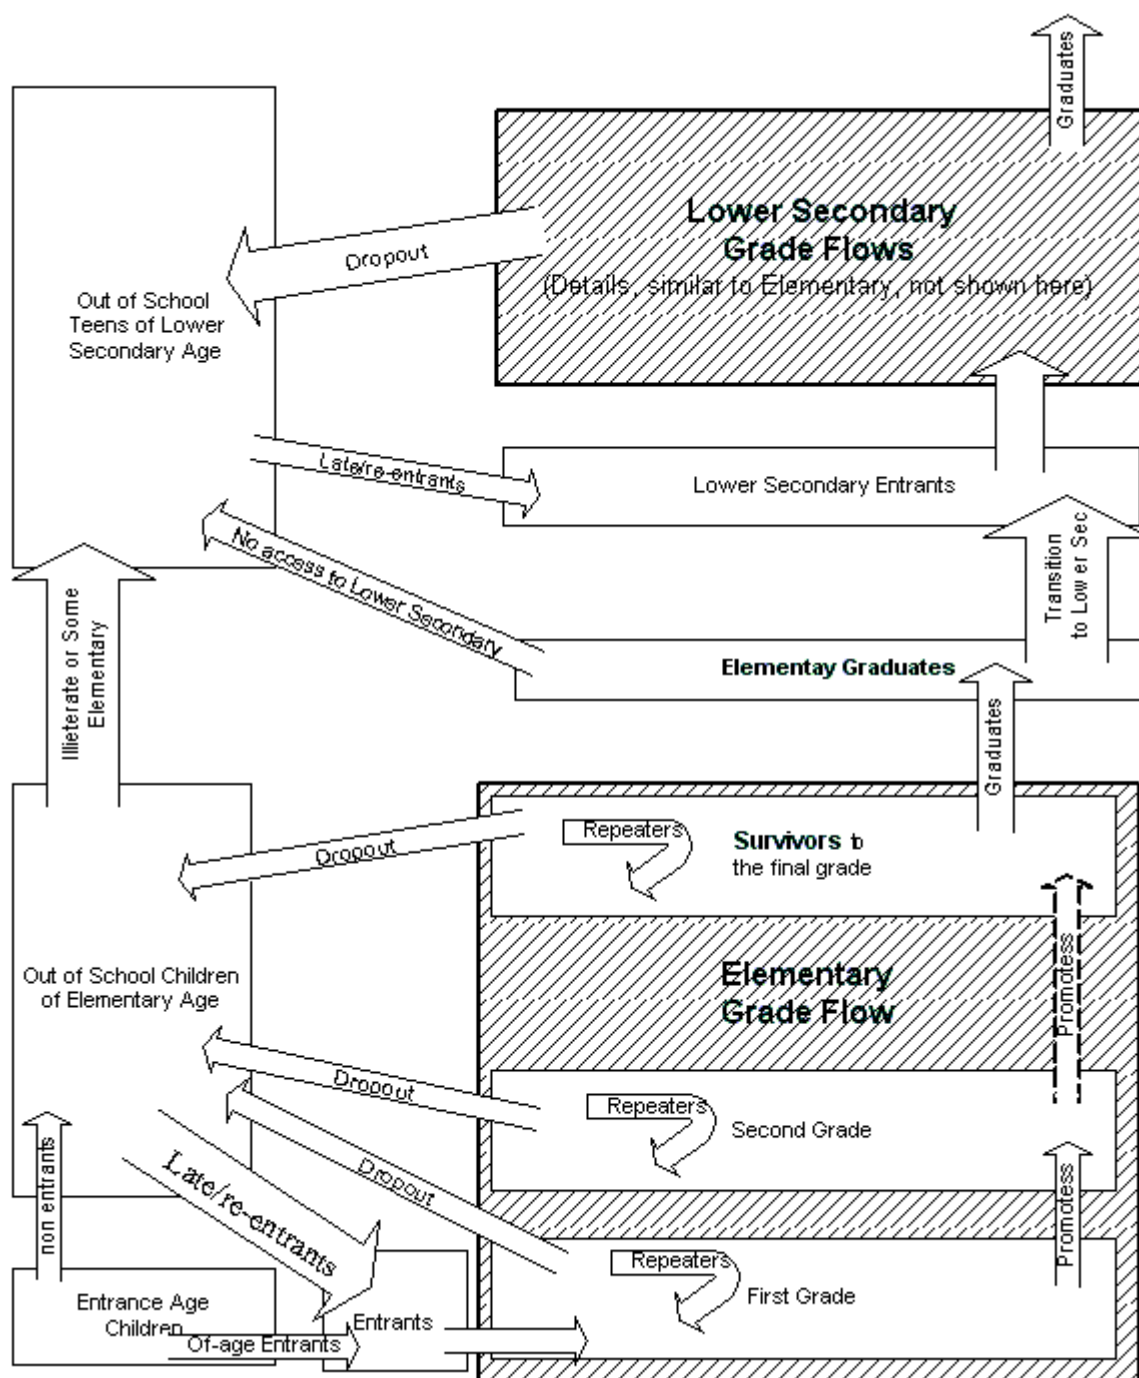 Graduates
Lower Secondary
Grade Flows
(Details, similar to Elementary, not shown here)
Dropout
Out of School
Teens of Lower
Secondary Age
Late/re-entrants
Lower Secondary Entrants
No access to Lower Secondary
Transition
to Low er Sec
Illieterate or Some
Elementary
Elementay Graduates
Graduates
Repeaters
Survivors to
the final grade
Dropout
Out of School Children
of Elementary Age
Elementary
Grade Flow
Promotess
Dropout
Repeaters
Second Grade
Dropout
Late/re-entrants
non entrants
Promotess
Repeaters
First Grade
Entrance Age
Children
Entrants
Of-age Entrants